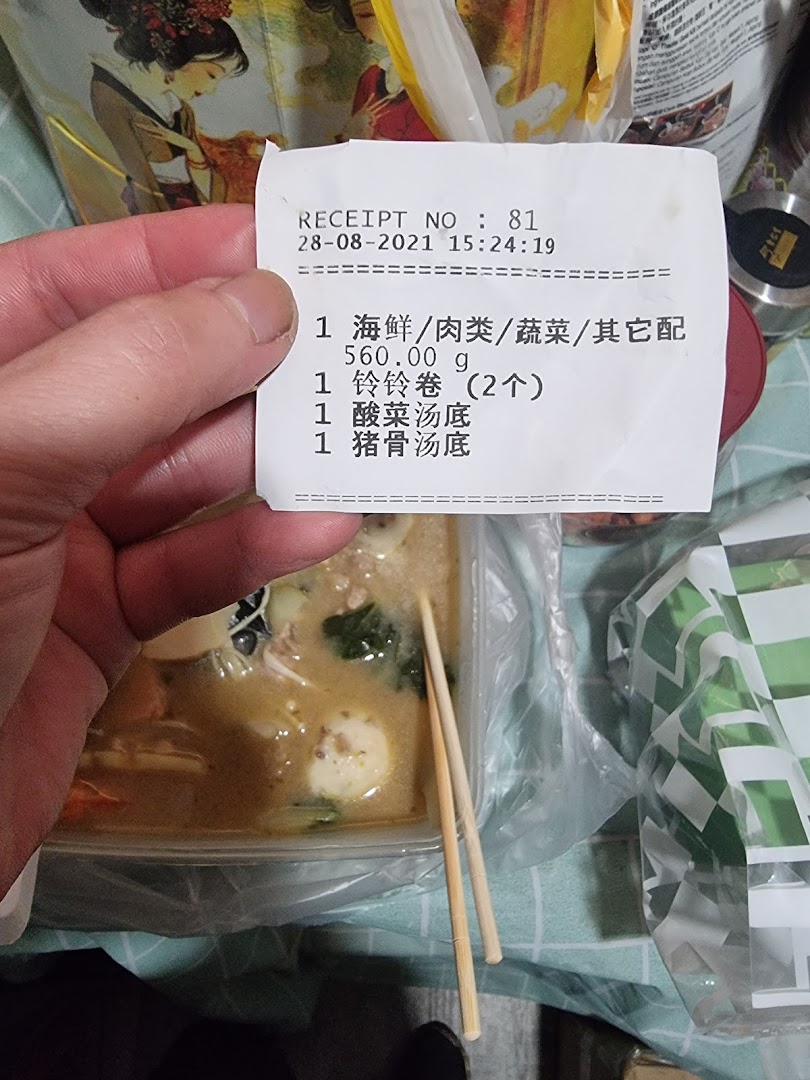 RECEIPT NO : 81
28-08-2021 15:24:19
==========================
1 海鲜/肉类/蔬菜/其它配
560.00 g
1 铃铃卷 (2个)
1 酸菜汤底
1 猪骨汤底
==========================